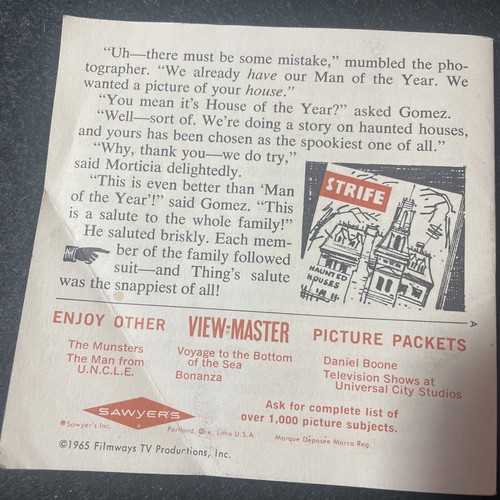 “Uh—there must be some mistake,” mumbled the pho-
tographer. “We already have our Man of the Year. We
wanted a picture of your house.”
“You mean it’s House of the Year?” asked Gomez.
“Well—sort of. We’re doing a story on haunted houses,
and yours has been chosen as the spookiest one of all.”
“Why, thank you—we do try,”
said Morticia delightedly.
“This is even better than ‘Man
of the Year’!” said Gomez. “This
is a salute to the whole family!”
He saluted briskly. Each mem-
ber of the family followed
suit—and Thing’s salute
was the snappiest of all!
STRIFE
HAUNTED
HOUSES
A
ENJOY OTHER VIEW-MASTER PICTURE PACKETS
The Munsters
The Man from
U.N.C.L.E.
Voyage to the Bottom
of the Sea
Bonanza
Daniel Boone
Television Shows at
Universal City Studios
SAWYERS
Ask for complete list of
over 1,000 picture subjects.
®Sawyer's Inc. Portland, Ore., Litho U.S.A. Marque Déposée Marca Reg.
©1965 Filmways TV Productions, Inc.